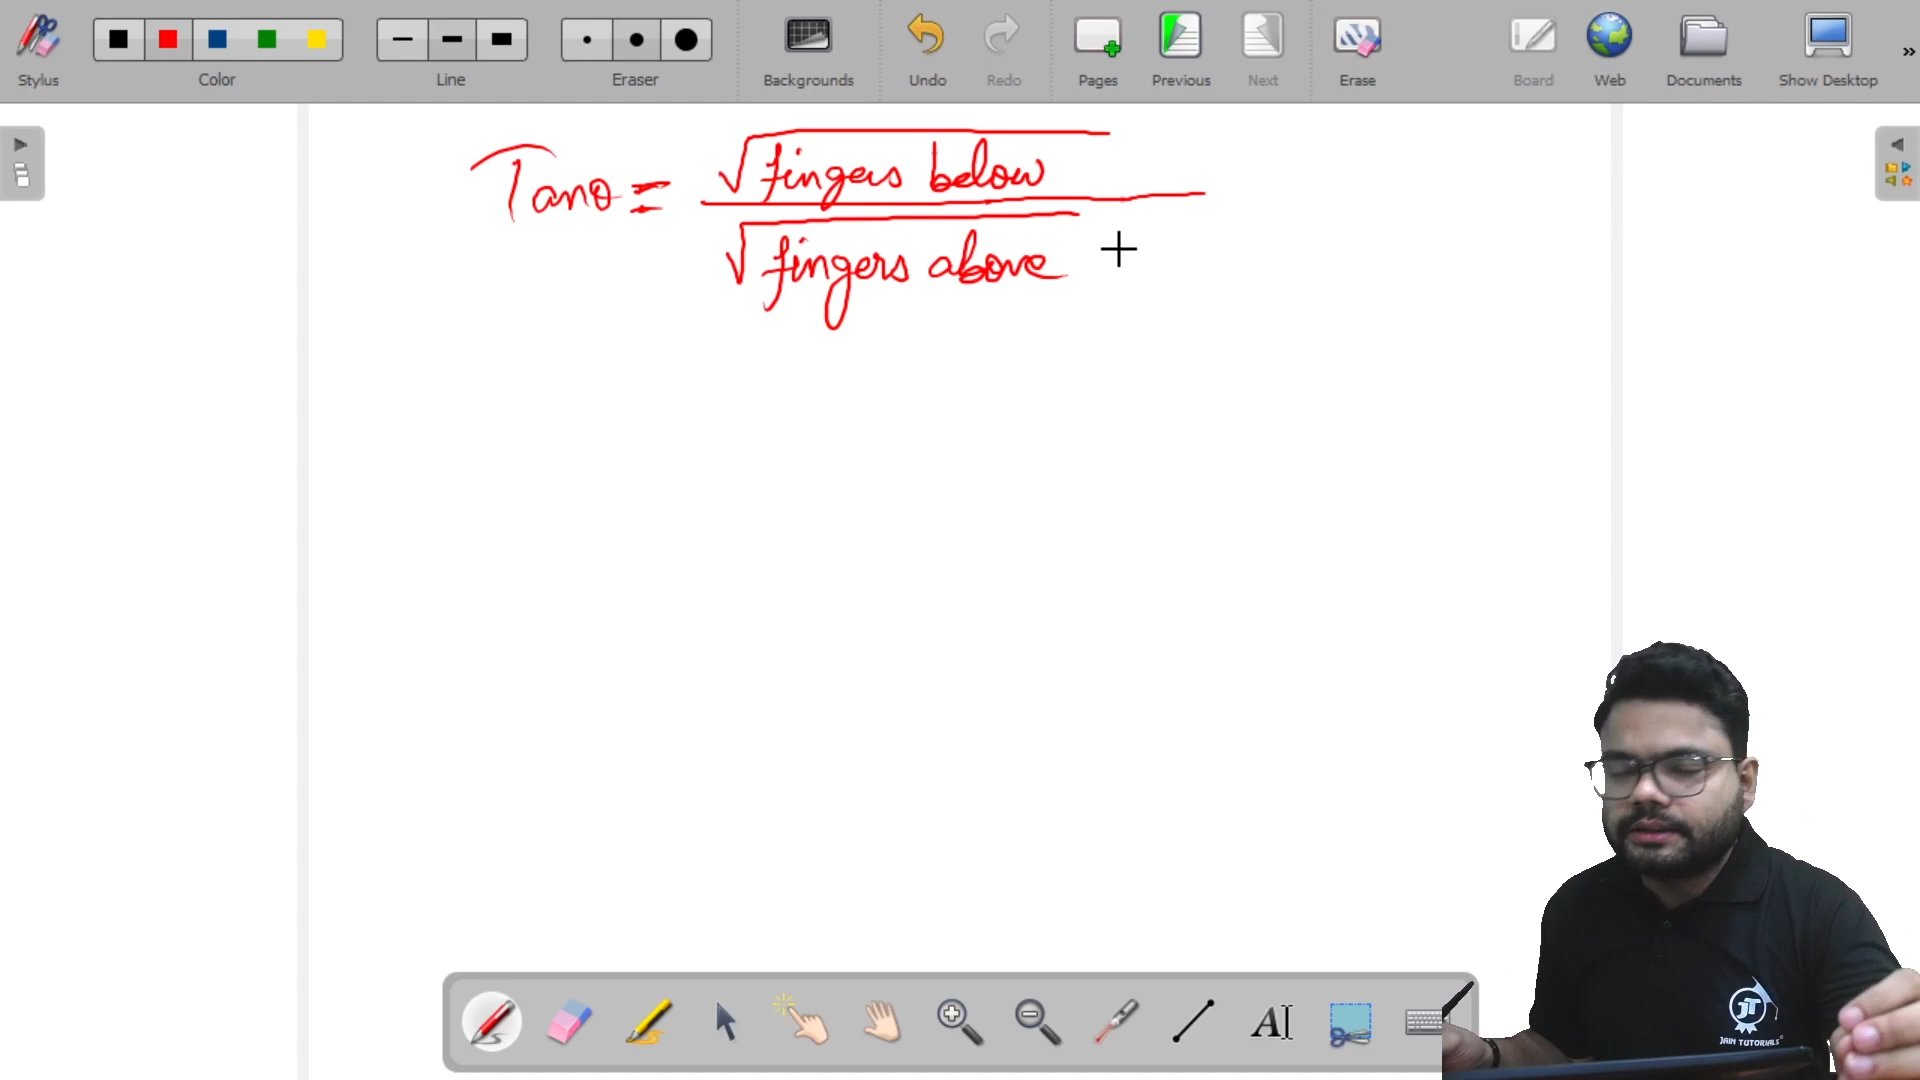 Stylus
Color
Line
Eraser
Backgrounds
Undo
Redo
Pages
Previous
Next
Erase
Board
Web
Documents
Show Desktop
»
Tanθ = √fingers below
√fingers above
A
JT
JAIN TUTORIALS